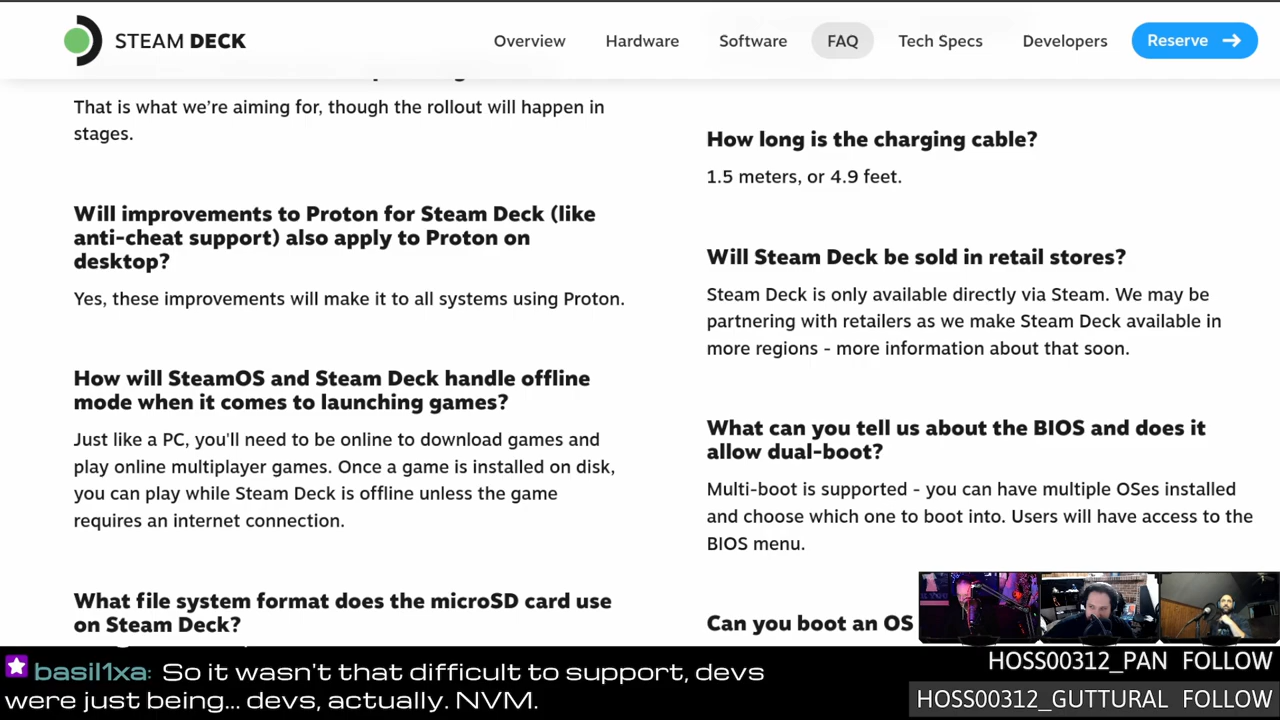 STEAM DECK
Overview
Hardware
Software
FAQ
Tech Specs
Developers
Reserve →
That is what we're aiming for, though the rollout will happen in
stages.
Will improvements to Proton for Steam Deck (like
anti-cheat support) also apply to Proton on
desktop?
Yes, these improvements will make it to all systems using Proton.
How will SteamOS and Steam Deck handle offline
mode when it comes to launching games?
Just like a PC, you'll need to be online to download games and
play online multiplayer games. Once a game is installed on disk,
you can play while Steam Deck is offline unless the game
requires an internet connection.
What file system format does the microSD card use
on Steam Deck?
How long is the charging cable?
1.5 meters, or 4.9 feet.
Will Steam Deck be sold in retail stores?
Steam Deck is only available directly via Steam. We may be
partnering with retailers as we make Steam Deck available in
more regions - more information about that soon.
What can you tell us about the BIOS and does it
allow dual-boot?
Multi-boot is supported - you can have multiple OSes installed
and choose which one to boot into. Users will have access to the
BIOS menu.
Can you boot an OS
basil1xa: So it wasn't that difficult to support, devs
were just being... devs, actually. NVM.
HOSS00312_PAN FOLLOW
HOSS00312_GUTTURAL FOLLOW